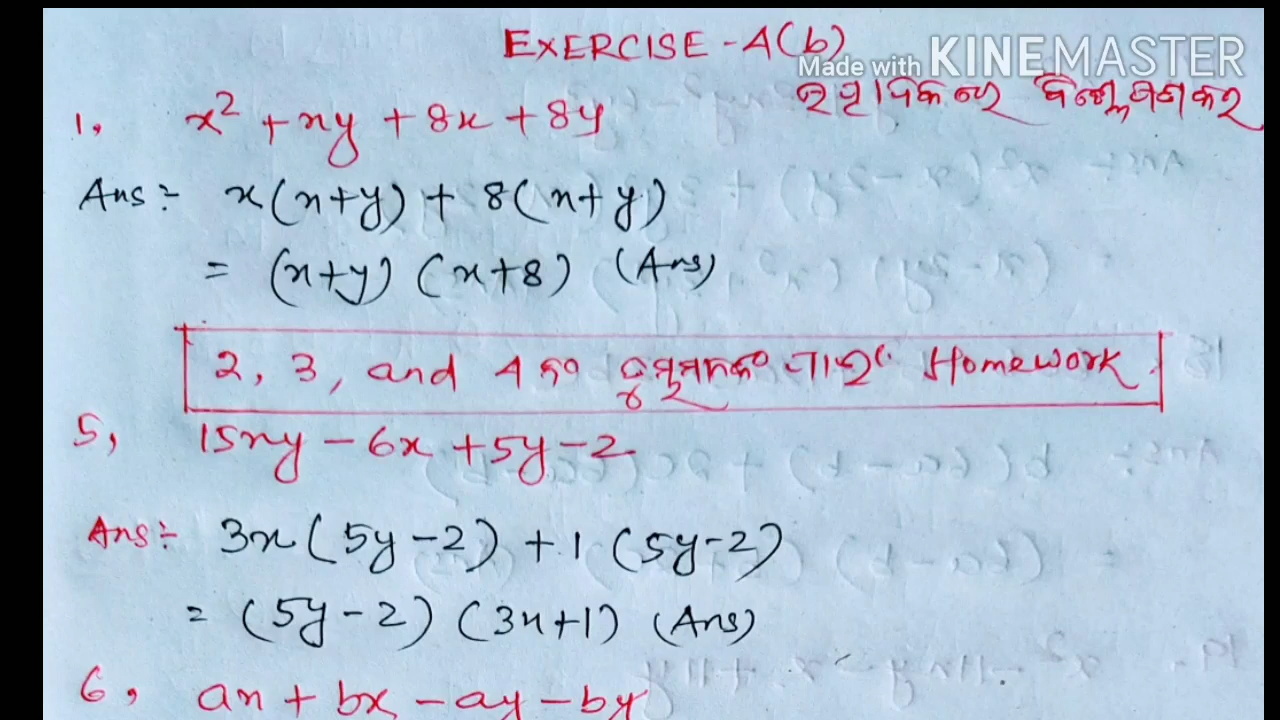 EXERCISE - 4(b)
Made with KINEMASTER
ଉତ୍ପାଦକରେ ବିଶ୍ଳେଷଣ କର
1, x² + xy + 8x + 8y
Ans :- x(x+y) + 8(x+y)
= (x+y) (x+8) (Ans)
2, 3, and 4 ନଂ ତୁମ୍ଭମାନଙ୍କ ପାଇଁ Homework.
5, 15xy - 6x + 5y - 2
Ans :- 3x(5y-2) + 1(5y-2)
= (5y-2) (3x+1) (Ans)
6, ax + bx - ay - by